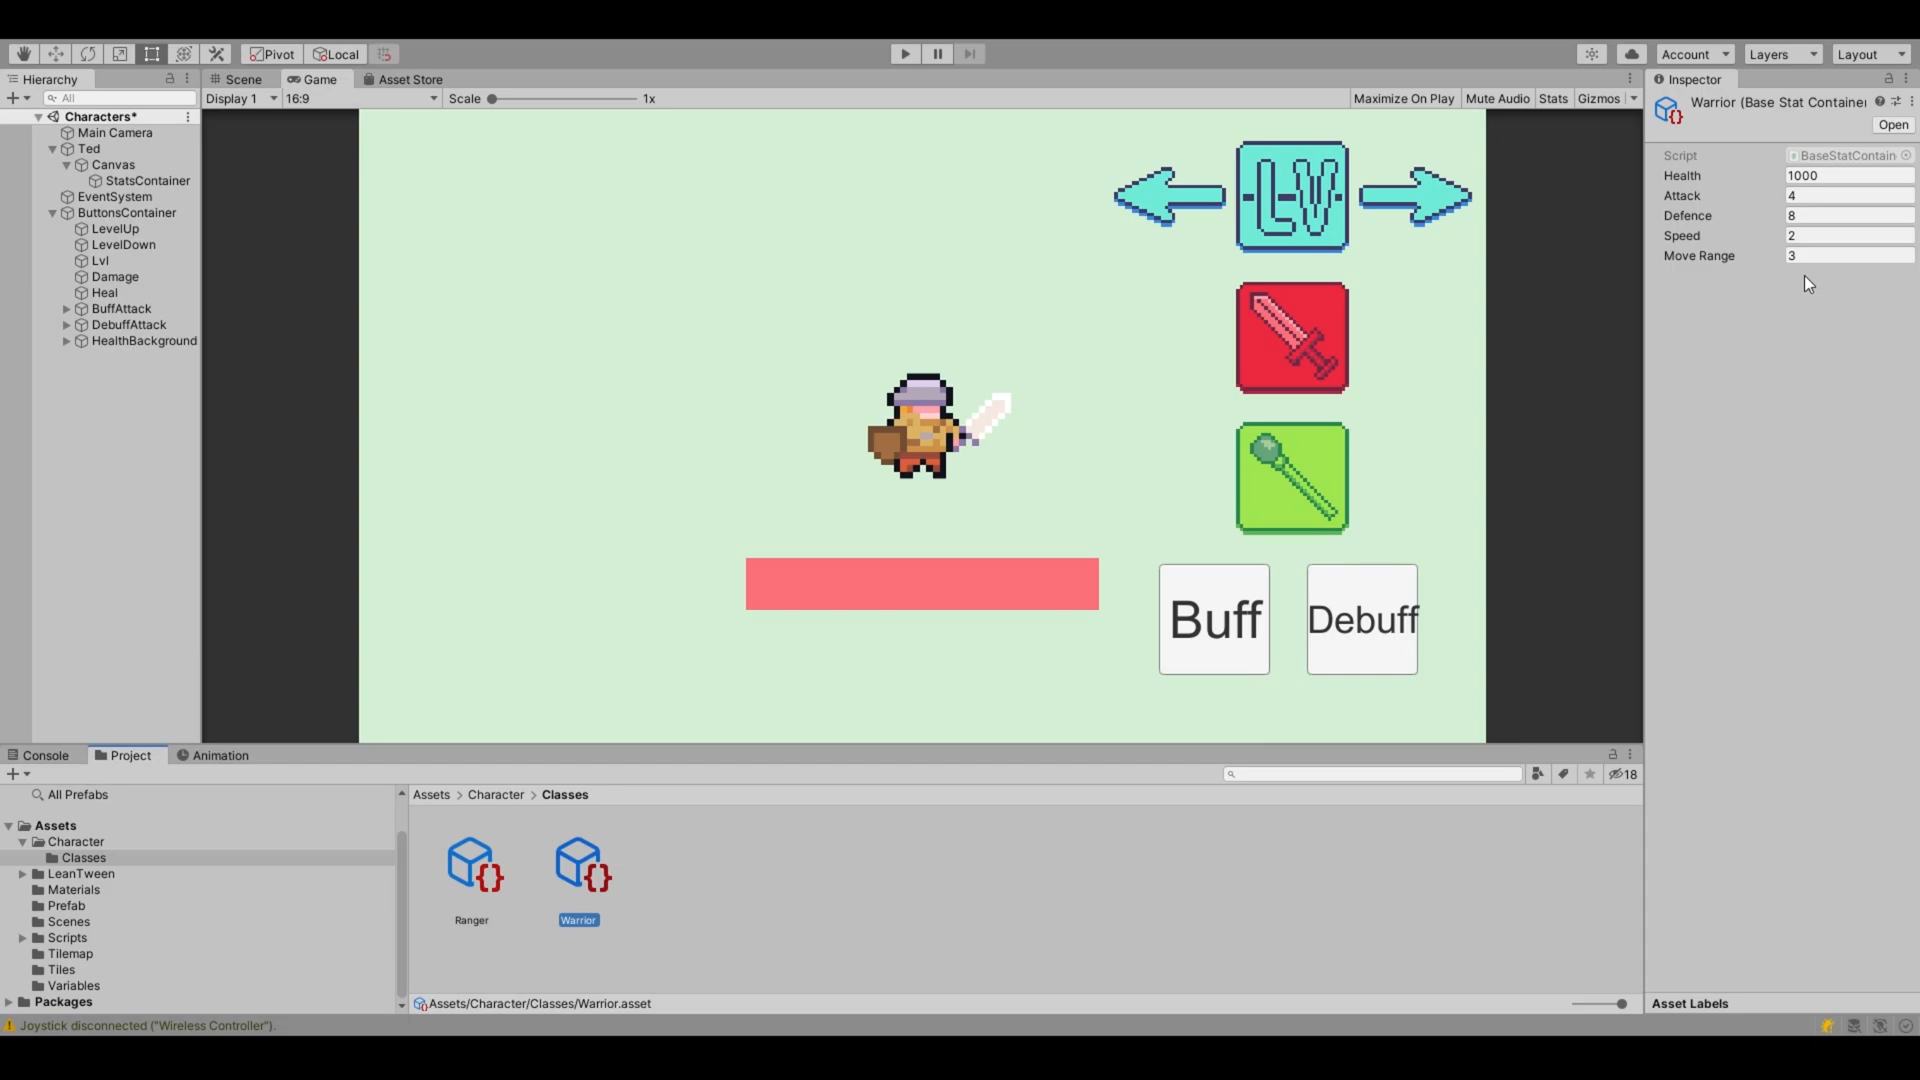 Pivot Local Account Layers Layout
Hierarchy Scene Game Asset Store Inspector
All Display 1 16:9 Scale 1x Maximize On Play Mute Audio Stats Gizmos
Warrior (Base Stat Container
Open
Characters*
Main Camera
Ted
Canvas
StatsContainer
EventSystem
ButtonsContainer
LevelUp
LevelDown
Lvl
Damage
Heal
BuffAttack
DebuffAttack
HealthBackground
LV
Buff Debuff
Script BaseStatContain
Health 1000
Attack 4
Defence 8
Speed 2
Move Range 3
Console Project Animation
18
All Prefabs
Assets
Character
Classes
LeanTween
Materials
Prefab
Scenes
Scripts
Tilemap
Tiles
Variables
Packages
Assets > Character > Classes
Ranger Warrior
Assets/Character/Classes/Warrior.asset
Asset Labels
Joystick disconnected ("Wireless Controller").